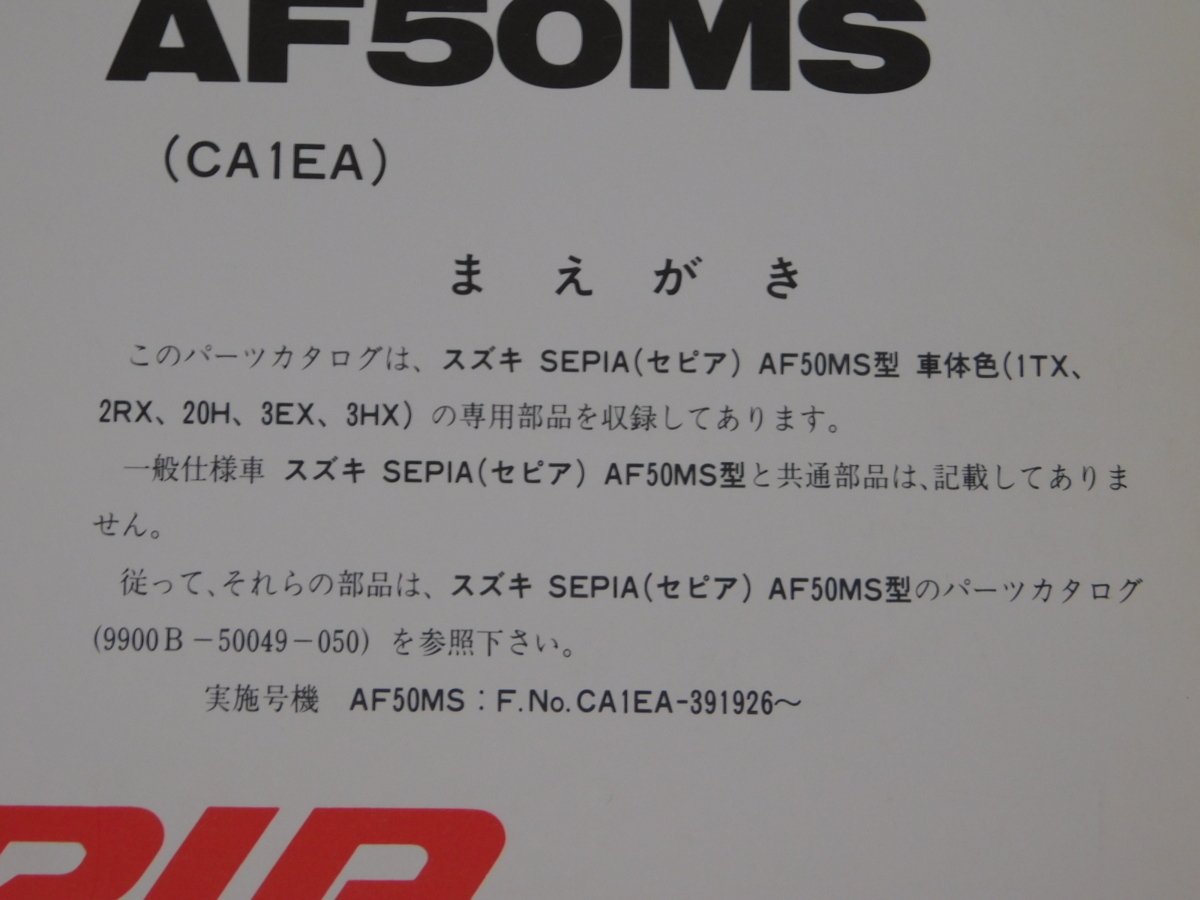 AF50MS
(CA1EA)
まえがき
このパーツカタログは、スズキ SEPIA(セピア) AF50MS型 車体色(1TX、
2RX、20H、3EX、3HX) の専用部品を収録してあります。
一般仕様車 スズキ SEPIA(セピア) AF50MS型と共通部品は、記載してありま
せん。
従って、それらの部品は、スズキ SEPIA(セピア) AF50MS型のパーツカタログ
(9900B-50049-050) を参照下さい。
実施号機 AF50MS:F.No.CA1EA-391926〜